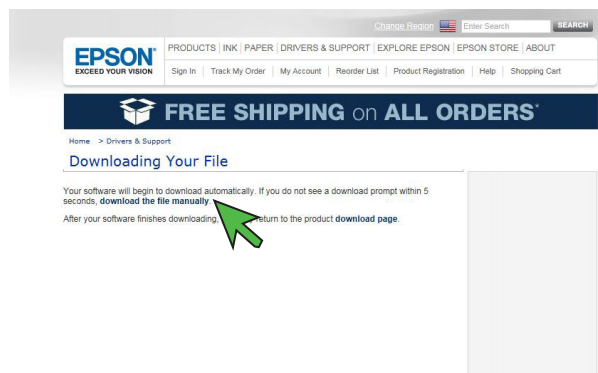 Change Region Enter Search SEARCH
EPSON®
EXCEED YOUR VISION
PRODUCTS | INK | PAPER | DRIVERS & SUPPORT | EXPLORE EPSON | EPSON STORE | ABOUT
Sign In | Track My Order | My Account | Reorder List | Product Registration | Help | Shopping Cart
FREE SHIPPING on ALL ORDERS*
Home > Drivers & Support
Downloading Your File
Your software will begin to download automatically. If you do not see a download prompt within 5
seconds, download the file manually.
After your software finishes downloading, return to the product download page.